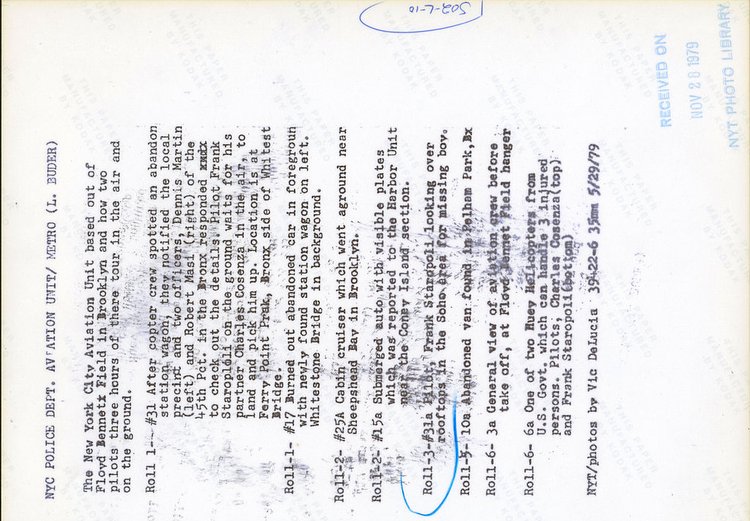 502-L-10
NYC POLICE DEPT. AVIATION UNIT/ METRO (L. BUDER)
The New York City Aviation Unit based out of
Floyd Bennett Field in Brooklyn and how two
pilots three hours of there tour in the air and
on the ground.
Roll 1-- #31 After copter crew spotted an abandon
station wagon, they notified the local
precint and two officers, Dennis Martin
(left) and Robert Masi (right) of the
45th Pct. in the Bronx responded
to check out the details. Pilot Frank
Staroploli on the ground waits for his
partner Charles Cosenza in the air, to
land and pick him up. Location is at
Ferry Point Prak, Bronx side of Whitest
Bridge.
Roll-1- #17 Burned out abandoned car in foregroun
with newly found station wagon on left.
Whitestone Bridge in background.
Roll-2- #25A Cabin cruiser which went aground near
Sheepshead Bay in Brooklyn.
Roll-2- #15a Submerged auto with visible plates
which was reported to the Harbor Unit
near the Coney Island section.
Roll-3-#31a Pilot, Frank Staropoli looking over
rooftops in the Soho area for missing boy.
Roll-5- 10a Abandoned van found in Pelham Park,Bx
Roll-6- 3a General view of aviation crew before
take off, at Floyd Bennet Field hanger
Roll-6- 6a One of two Huey Helicopters from
U.S. Govt. which can handle 3 injured
persons. Pilots; Charles Cosenza(top)
and Frank Staropoli(bottom)
NYT/photos by Vic DeLucia 39422-6 35mm 5/29/79
RECEIVED ON
NOV 28 1979
NYT PHOTO LIBRARY